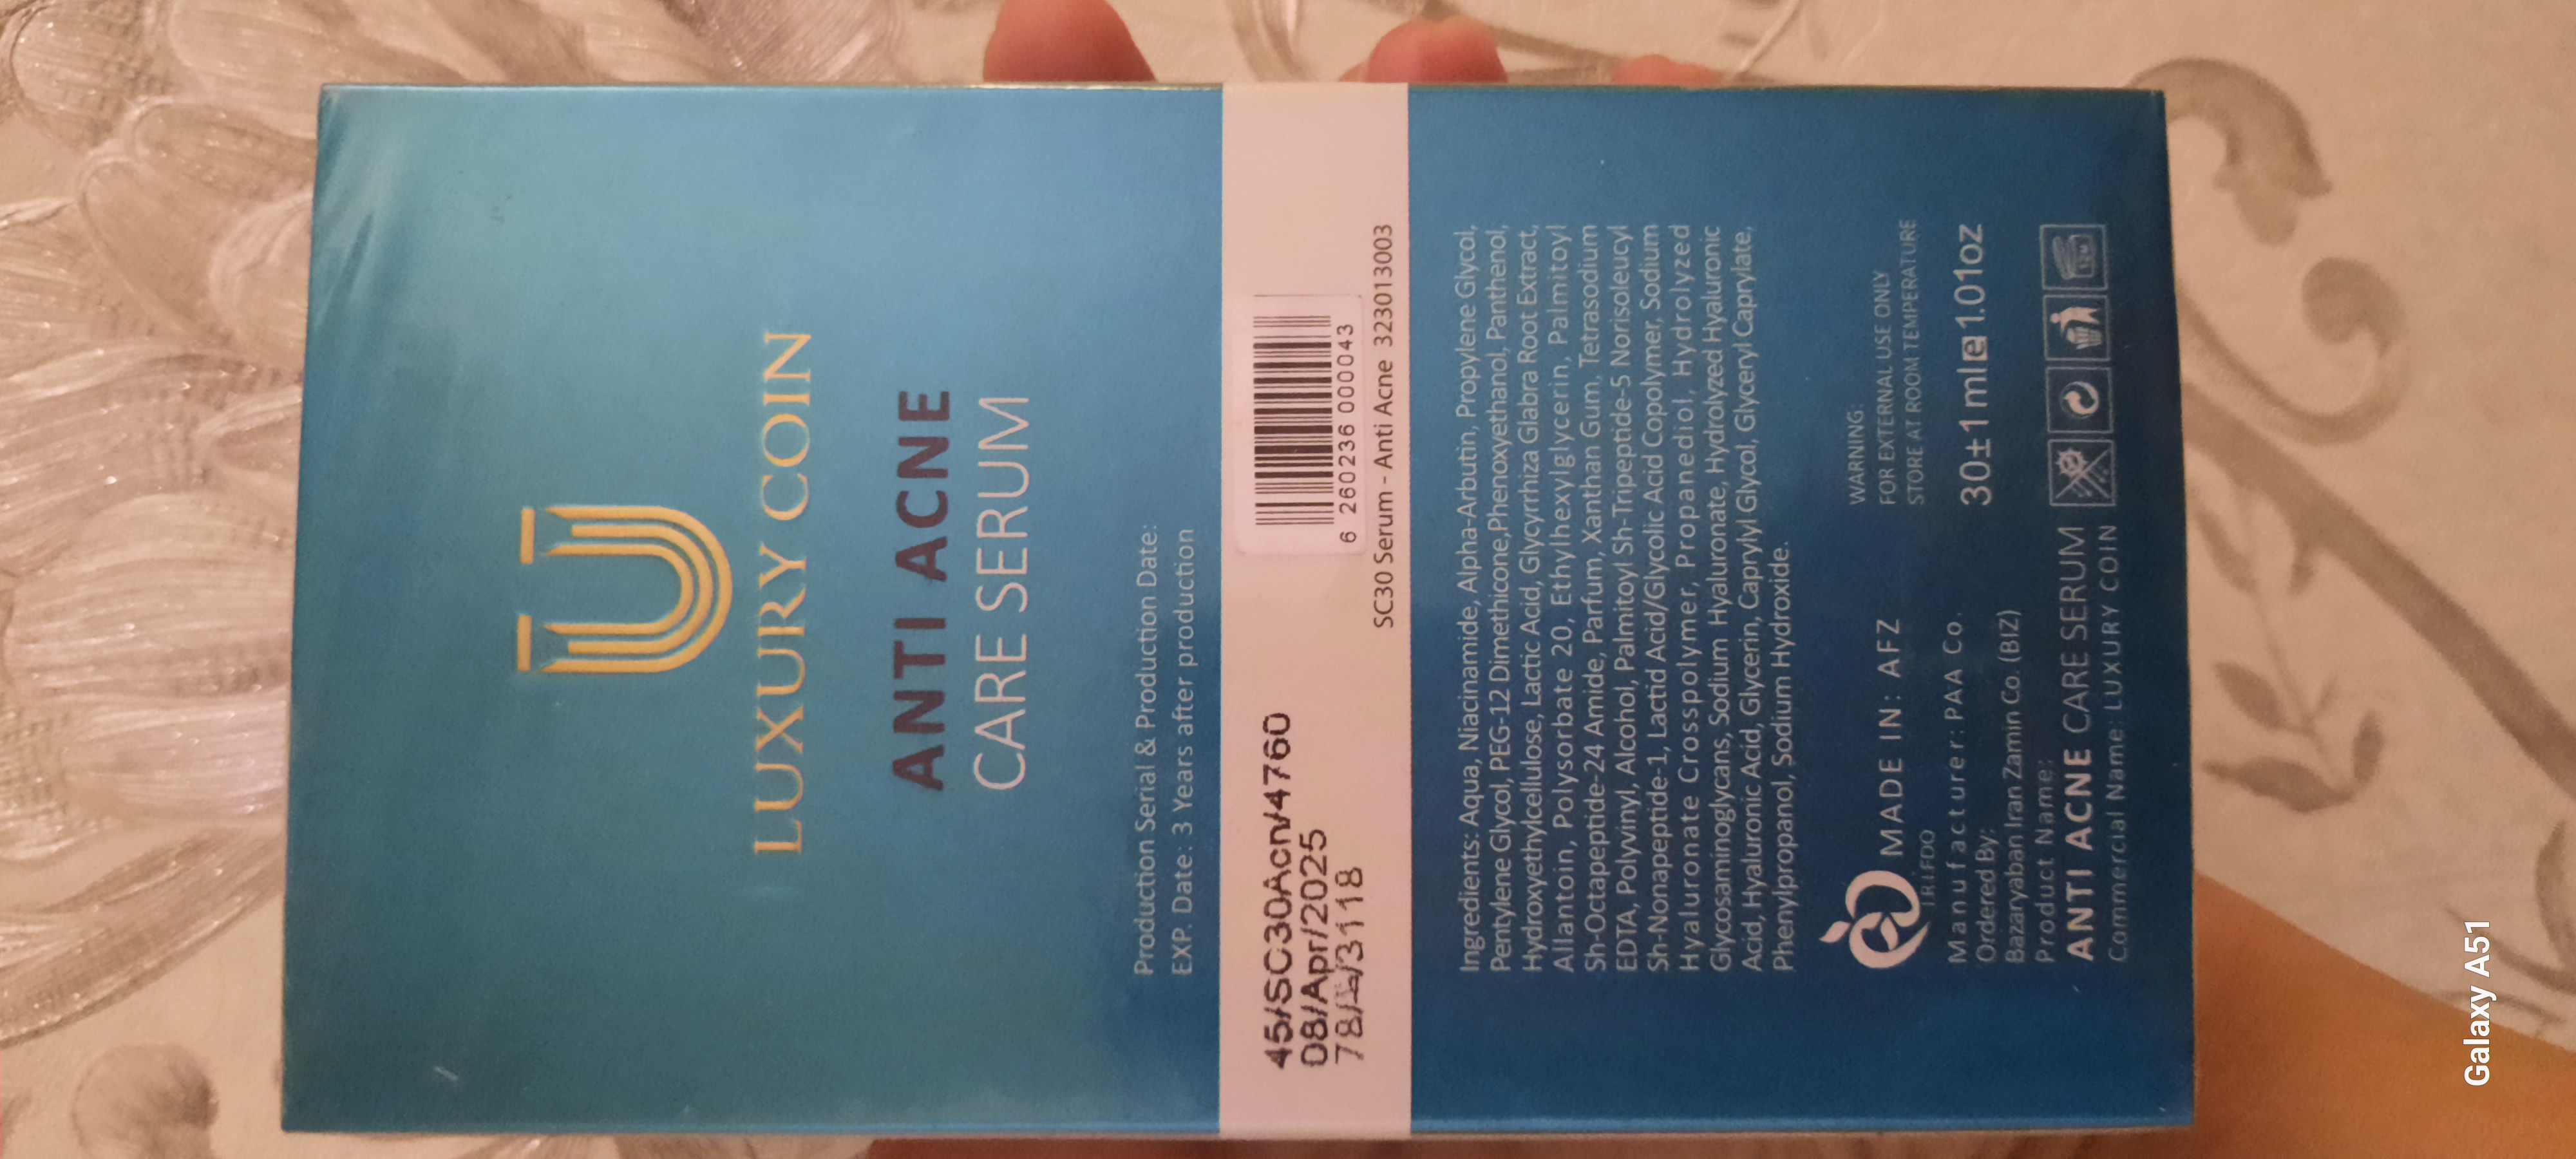 LUXURY COIN
ANTI ACNE
CARE SERUM
Production Serial & Production Date:
EXP. Date: 3 Years after production
45/SC30Acn/4760
08/Apr/2025
6 260236 000043
SC30 Serum - Anti Acne 323013003
Ingredients: Aqua, Niacinamide, Alpha-Arbutin, Propylene Glycol,
Pentylene Glycol, PEG-12 Dimethicone,Phenoxyethanol, Panthenol,
Hydroxyethylcellulose, Lactic Acid, Glycyrrhiza Glabra Root Extract,
Allantoin, Polysorbate 20, Ethylhexylglycerin, Palmitoyl
Sh-Octapeptide-24 Amide, Parfum, Xanthan Gum, Tetrasodium
EDTA, Polyvinyl, Alcohol, Palmitoyl Sh-Tripeptide-5 Norisoleucyl
Sh-Nonapeptide-1, Lactid Acid/Glycolic Acid Copolymer, Sodium
Hyaluronate Crosspolymer, Propanediol, Hydrolyzed
Glycosaminoglycans, Sodium Hyaluronate, Hydrolyzed Hyaluronic
Acid, Hyaluronic Acid, Glycerin, Caprylyl Glycol, Glyceryl Caprylate,
Phenylpropanol, Sodium Hydroxide.
WARNING:
FOR EXTERNAL USE ONLY
STORE AT ROOM TEMPERATURE
30±1 ml e 1.01oz
MADE IN: AFZ
IRIFDO
Manufacturer: PAA Co.
Ordered By:
Bazaryaban Iran Zamin Co. (BIZ)
Product Name:
ANTI ACNE CARE SERUM
Commercial Name: LUXURY COIN
Galaxy A51